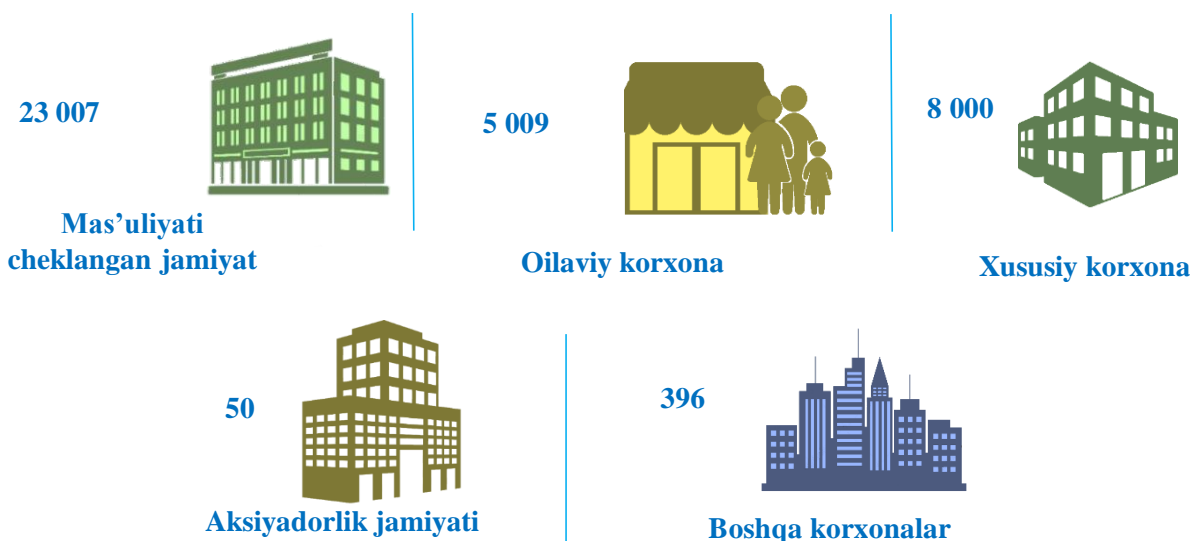 23 007
Mas’uliyati
cheklangan jamiyat
5 009
Oilaviy korxona
8 000
Xususiy korxona
50
Aksiyadorlik jamiyati
396
Boshqa korxonalar